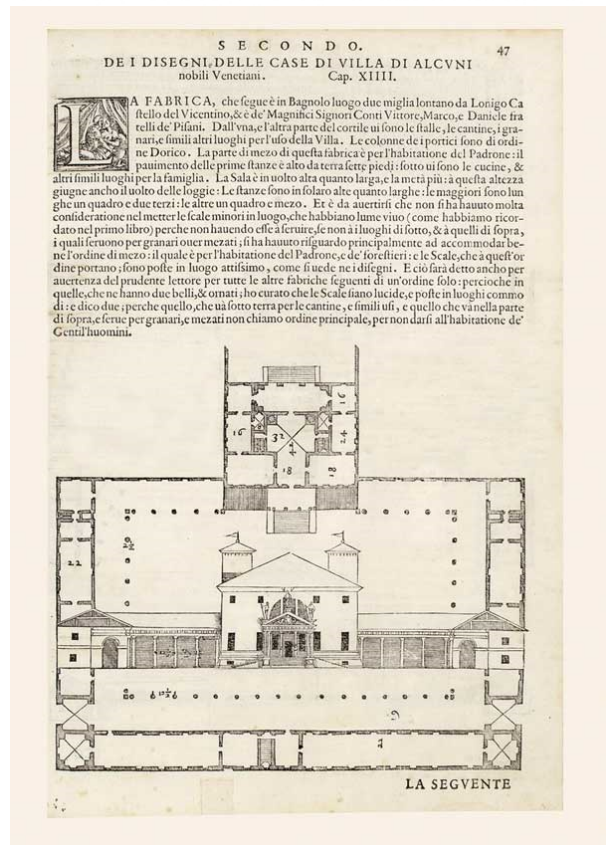 SECONDO. 47
DE I DISEGNI DELLE CASE DI VILLA DI ALCVNI
nobili Venetiani. Cap. XIIII.
LA FABRICA, che ſegue è in Bagnolo luogo due miglia lontano da Lonigo Ca
ſtello del Vicentino, & è de' Magnifici Signori Conti Vittore, Marco, e Daniele fra
telli de' Piſani. Dall'vna, e l'altra parte del cortile ui ſono le ſtalle, le cantine, i gra-
nari, e ſimili altri luoghi per l'uſo della Villa. Le colonne de i portici ſono di ordi-
ne Dorico. La parte di mezo di queſta fabrica è per l'habitatione del Padrone: il
pauimento delle prime ſtanze è alto da terra ſette piedi: ſotto ui ſono le cucine, &
altri ſimili luoghi per la famiglia. La Sala è in uolto alta quanto larga, e la metà più: à queſta altezza
giugne ancho il uolto delle loggie: Le ſtanze ſono in ſolaro alte quanto larghe: le maggiori ſono lun
ghe un quadro e due terzi: le altre un quadro e mezo. Et è da auertirſi che non ſi ha hauuto molta
conſideratione nel metter le ſcale minori in luogo, che habbiano lume viuo (come habbiamo ricor-
dato nel primo libro) perche non hauendo eſſe à ſeruire, ſe non à i luoghi di ſotto, & à quelli di ſopra,
i quali ſeruono per granari ouer mezati; ſi ha hauuto riſguardo principalmente ad accommodar be-
ne l'ordine di mezo: il quale è per l'habitatione del Padrone, e de' foreſtieri: e le Scale, che à queſt'or
dine portano; ſono poſte in luogo attiſſimo, come ſi uede ne i diſegni. E ciò ſarà detto ancho per
auertenza del prudente lettore per tutte le altre fabriche ſeguenti di un'ordine ſolo: percioche in
quelle, che ne hanno due belli, & ornati; ho curato che le Scale ſiano lucide, e poſte in luoghi commo
di: e dico due; perche quello, che uà ſotto terra per le cantine, e ſimili uſi, e quello che và nella parte
di ſopra, e ſerue per granari, e mezati non chiamo ordine principale, per non darſi all'habitatione de'
Gentil'huomini.
16
16
32
24
18
18
22
LA SEGVENTE